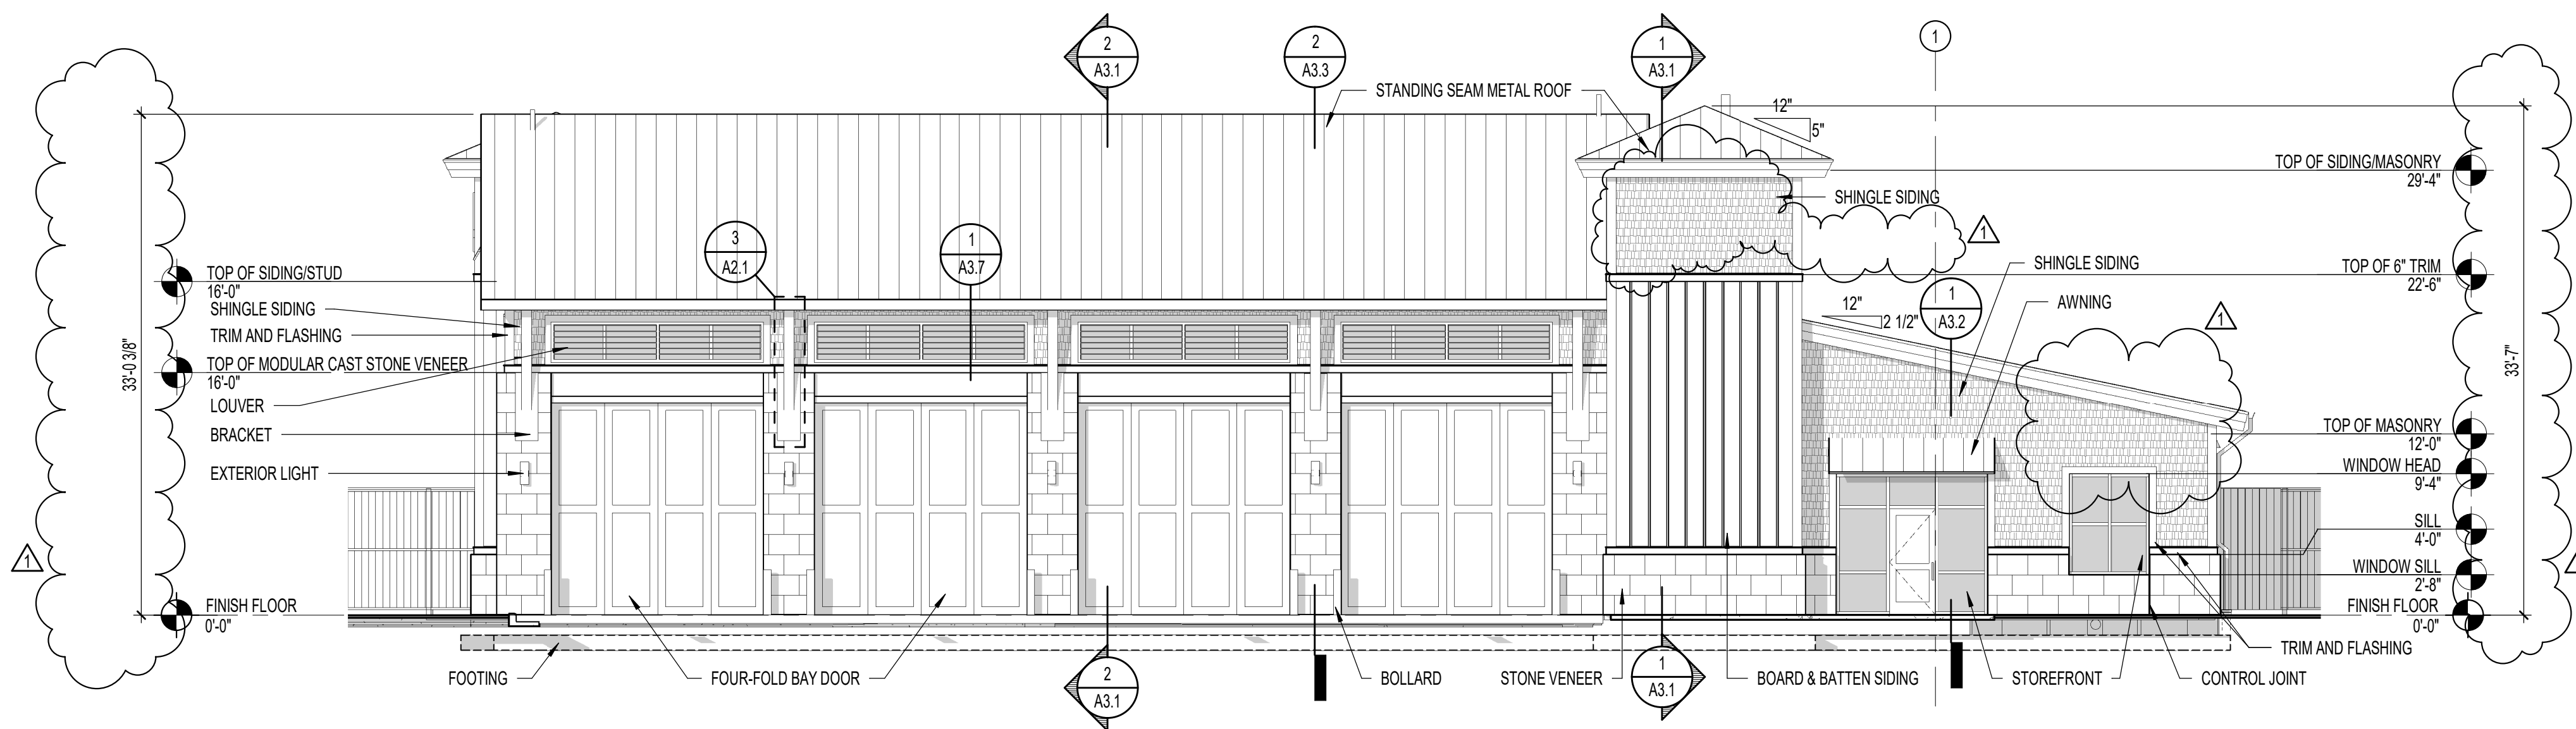 2
A3.1
2
A3.3
1
A3.1
1
STANDING SEAM METAL ROOF
12"
5"
TOP OF SIDING/MASONRY
29'-4"
SHINGLE SIDING
1
3
A2.1
1
A3.7
TOP OF SIDING/STUD
16'-0"
SHINGLE SIDING
TRIM AND FLASHING
TOP OF MODULAR CAST STONE VENEER
16'-0"
LOUVER
BRACKET
EXTERIOR LIGHT
33'-0 3/8"
1
FINISH FLOOR
0'-0"
SHINGLE SIDING
TOP OF 6" TRIM
22'-6"
1
A3.2
AWNING
12"
2 1/2"
1
33'-7"
TOP OF MASONRY
12'-0"
WINDOW HEAD
9'-4"
SILL
4'-0"
WINDOW SILL
2'-8"
FINISH FLOOR
0'-0"
TRIM AND FLASHING
FOOTING
FOUR-FOLD BAY DOOR
2
A3.1
BOLLARD
STONE VENEER
1
A3.1
BOARD & BATTEN SIDING
STOREFRONT
CONTROL JOINT